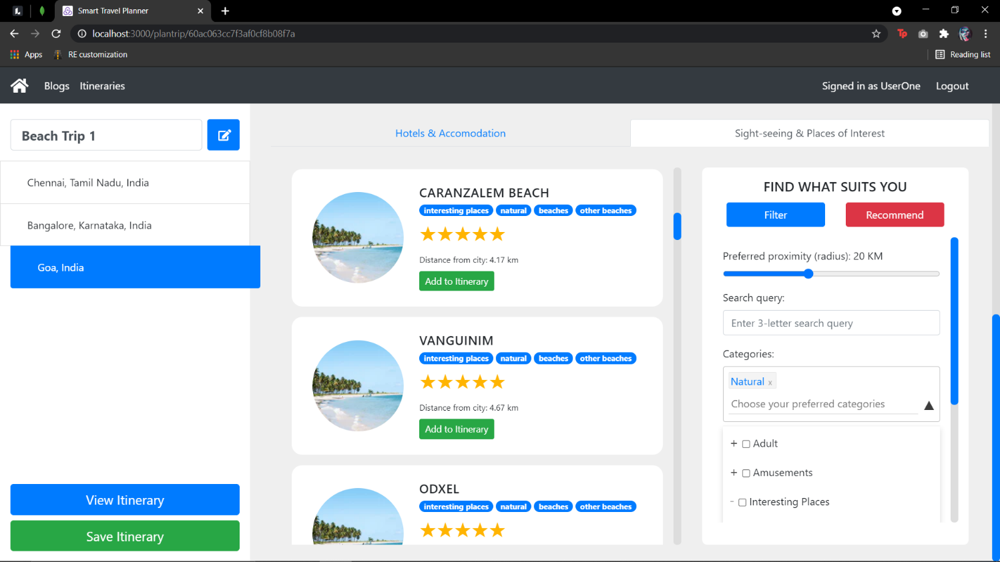 Smart Travel Planner
localhost:3000/plantrip/60ac063cc7f3af0cf8b08f7a
Apps
RE customization
Reading list
Blogs
Itineraries
Signed in as UserOne
Logout
Beach Trip 1
Chennai, Tamil Nadu, India
Bangalore, Karnataka, India
Goa, India
View Itinerary
Save Itinerary
Hotels & Accomodation
Sight-seeing & Places of Interest
CARANZALEM BEACH
interesting places natural beaches other beaches
Distance from city: 4.17 km
Add to Itinerary
VANGUINIM
interesting places natural beaches other beaches
Distance from city: 4.67 km
Add to Itinerary
ODXEL
interesting places natural beaches other beaches
FIND WHAT SUITS YOU
Filter
Recommend
Preferred proximity (radius): 20 KM
Search query:
Enter 3-letter search query
Categories:
Natural x
Choose your preferred categories
+ Adult
+ Amusements
- Interesting Places